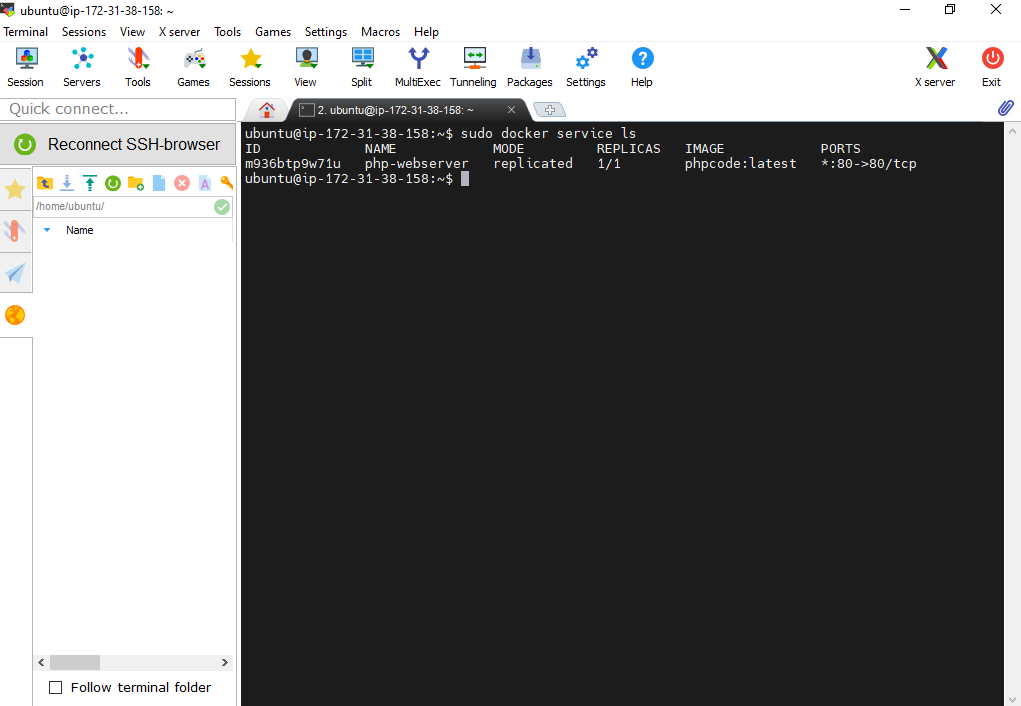 ubuntu@ip-172-31-38-158: ~
Terminal Sessions View X server Tools Games Settings Macros Help
Session Servers Tools Games Sessions View Split MultiExec Tunneling Packages Settings Help X server Exit
Quick connect...
2. ubuntu@ip-172-31-38-158: ~
Reconnect SSH-browser
/home/ubuntu/
Name
Follow terminal folder
ubuntu@ip-172-31-38-158:~$ sudo docker service ls
ID NAME MODE REPLICAS IMAGE PORTS
m936btp9w71u php-webserver replicated 1/1 phpcode:latest *:80->80/tcp
ubuntu@ip-172-31-38-158:~$